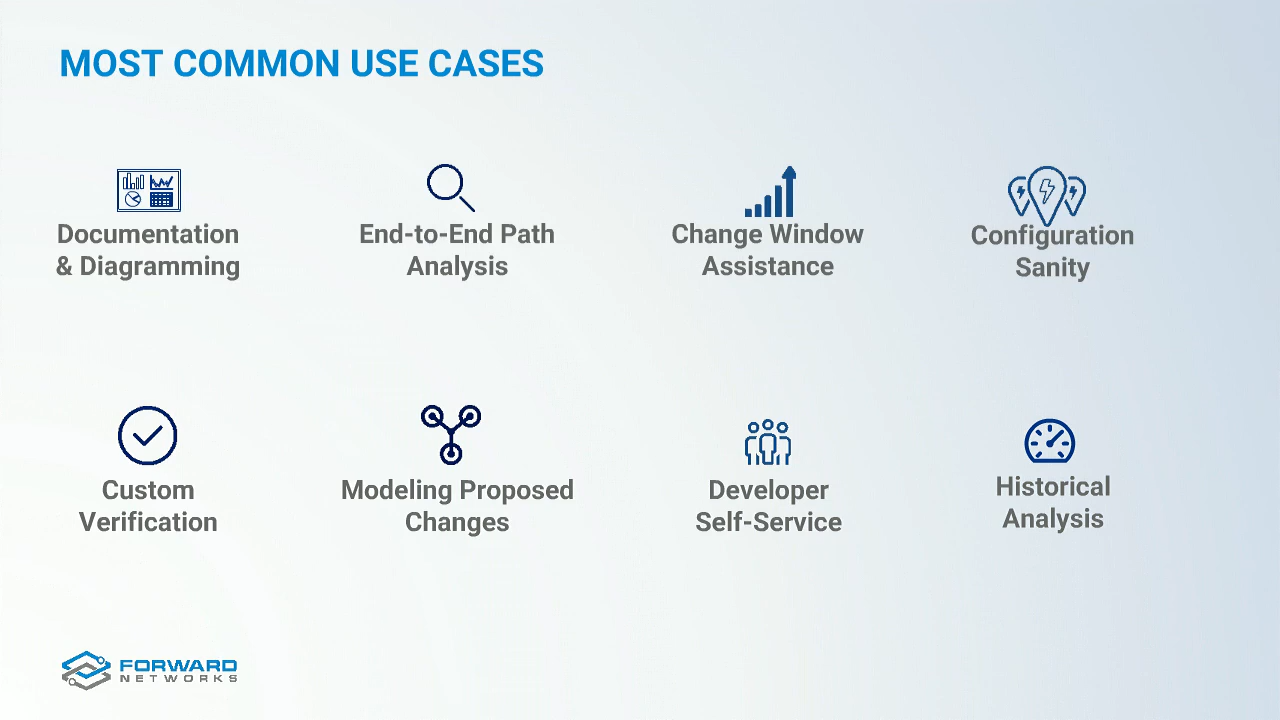 MOST COMMON USE CASES
Documentation
& Diagramming
End-to-End Path
Analysis
Change Window
Assistance
Configuration
Sanity
Custom
Verification
Modeling Proposed
Changes
Developer
Self-Service
Historical
Analysis
FORWARD
NETWORKS